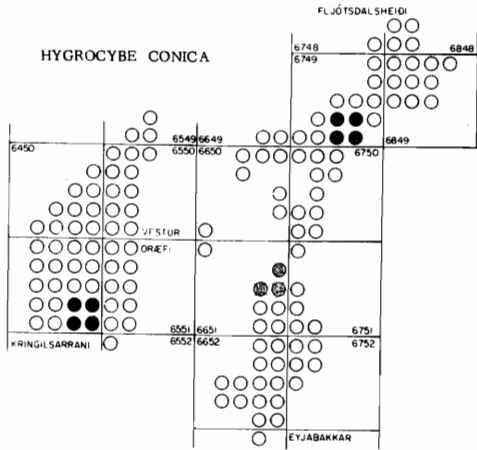 FLJÓTSDALSHEIÐI
HYGROCYBE CONICA
6748 6848
6749
6549 6649
6450 6550 6650 6750 6849
VESTUR
ÖRÆFI
6551 6651 6751
KRINGILSÁRRANI 6552 6652 6752
EYJABAKKAR